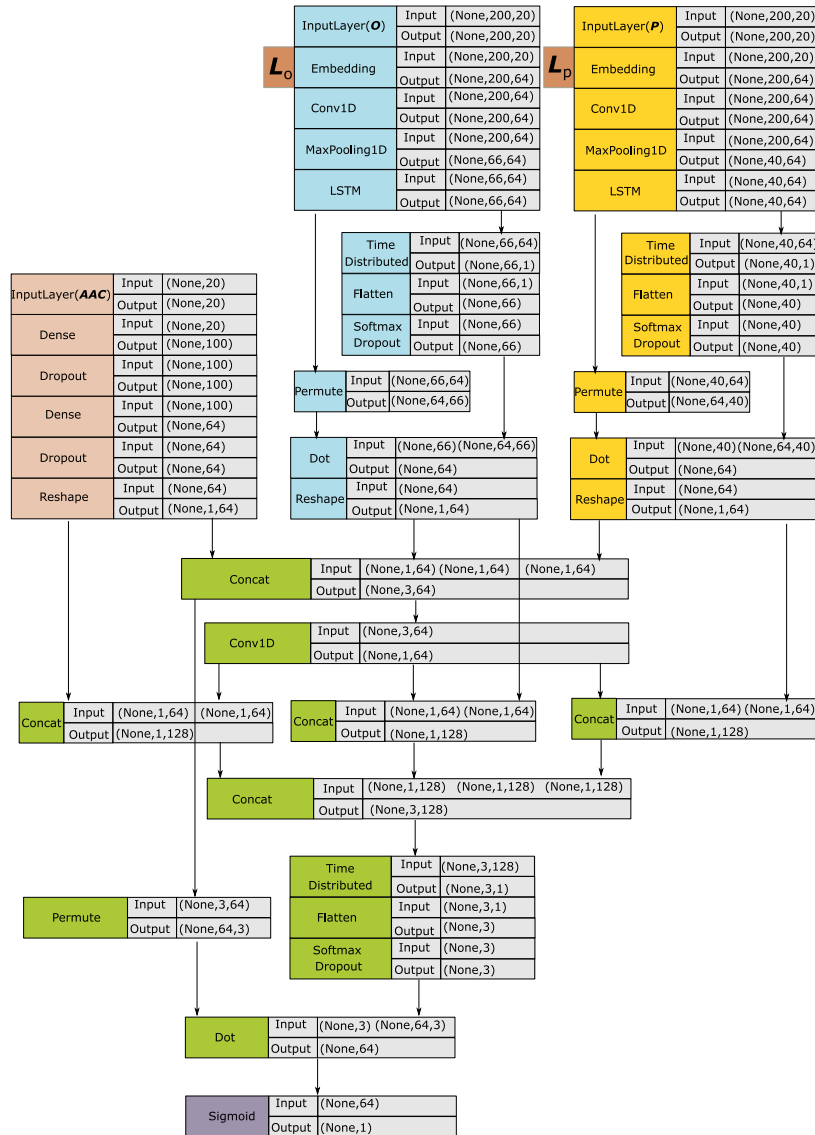 InputLayer(O) Input (None,200,20)
Output (None,200,20)
Lo
Embedding Input (None,200,20)
Output (None,200,64)
Conv1D Input (None,200,64)
Output (None,200,64)
MaxPooling1D Input (None,200,64)
Output (None,66,64)
LSTM Input (None,66,64)
Output (None,66,64)
InputLayer(P) Input (None,200,20)
Output (None,200,20)
Lp
Embedding Input (None,200,20)
Output (None,200,64)
Conv1D Input (None,200,64)
Output (None,200,64)
MaxPooling1D Input (None,200,64)
Output (None,40,64)
LSTM Input (None,40,64)
Output (None,40,64)
Time Distributed Input (None,66,64)
Output (None,66,1)
Flatten Input (None,66,1)
Output (None,66)
Softmax Dropout Input (None,66)
Output (None,66)
Time Distributed Input (None,40,64)
Output (None,40,1)
Flatten Input (None,40,1)
Output (None,40)
Softmax Dropout Input (None,40)
Output (None,40)
InputLayer(AAC) Input (None,20)
Output (None,20)
Dense Input (None,20)
Output (None,100)
Dropout Input (None,100)
Output (None,100)
Dense Input (None,100)
Output (None,64)
Dropout Input (None,64)
Output (None,64)
Reshape Input (None,64)
Output (None,1,64)
Permute Input (None,66,64)
Output (None,64,66)
Permute Input (None,40,64)
Output (None,64,40)
Dot Input (None,66) (None,64,66)
Output (None,64)
Reshape Input (None,64)
Output (None,1,64)
Dot Input (None,40) (None,64,40)
Output (None,64)
Reshape Input (None,64)
Output (None,1,64)
Concat Input (None,1,64) (None,1,64) (None,1,64)
Output (None,3,64)
Conv1D Input (None,3,64)
Output (None,1,64)
Concat Input (None,1,64) (None,1,64)
Output (None,1,128)
Concat Input (None,1,64) (None,1,64)
Output (None,1,128)
Concat Input (None,1,64) (None,1,64)
Output (None,1,128)
Concat Input (None,1,128) (None,1,128) (None,1,128)
Output (None,3,128)
Time Distributed Input (None,3,128)
Output (None,3,1)
Flatten Input (None,3,1)
Output (None,3)
Softmax Dropout Input (None,3)
Output (None,3)
Permute Input (None,3,64)
Output (None,64,3)
Dot Input (None,3) (None,64,3)
Output (None,64)
Sigmoid Input (None,64)
Output (None,1)